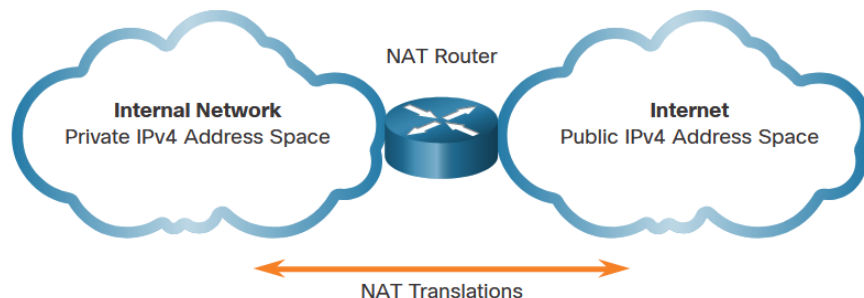 NAT Router
Internal Network
Private IPv4 Address Space
Internet
Public IPv4 Address Space
NAT Translations